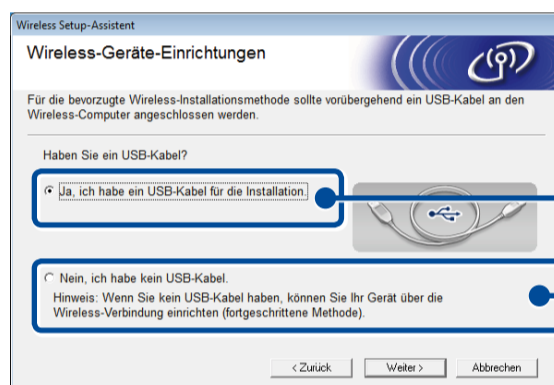 Wireless Setup-Assistent
Wireless-Geräte-Einrichtungen
Für die bevorzugte Wireless-Installationsmethode sollte vorübergehend ein USB-Kabel an den
Wireless-Computer angeschlossen werden.
Haben Sie ein USB-Kabel?
Ja, ich habe ein USB-Kabel für die Installation.
Nein, ich habe kein USB-Kabel.
Hinweis: Wenn Sie kein USB-Kabel haben, können Sie Ihr Gerät über die
Wireless-Verbindung einrichten (fortgeschrittene Methode).
< Zurück Weiter > Abbrechen